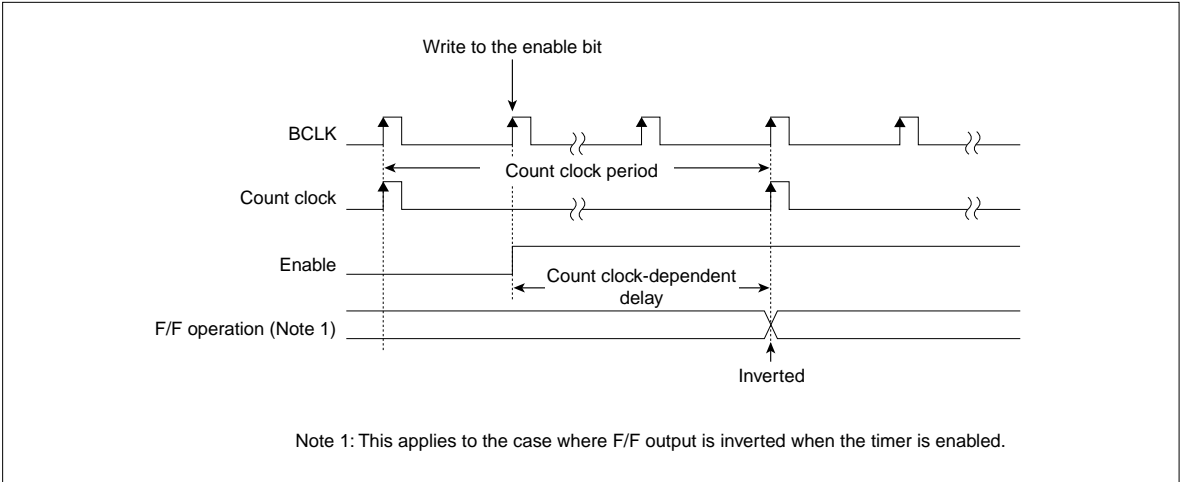 Write to the enable bit
BCLK
Count clock period
Count clock
Enable
Count clock-dependent
delay
F/F operation (Note 1)
Inverted
Note 1: This applies to the case where F/F output is inverted when the timer is enabled.